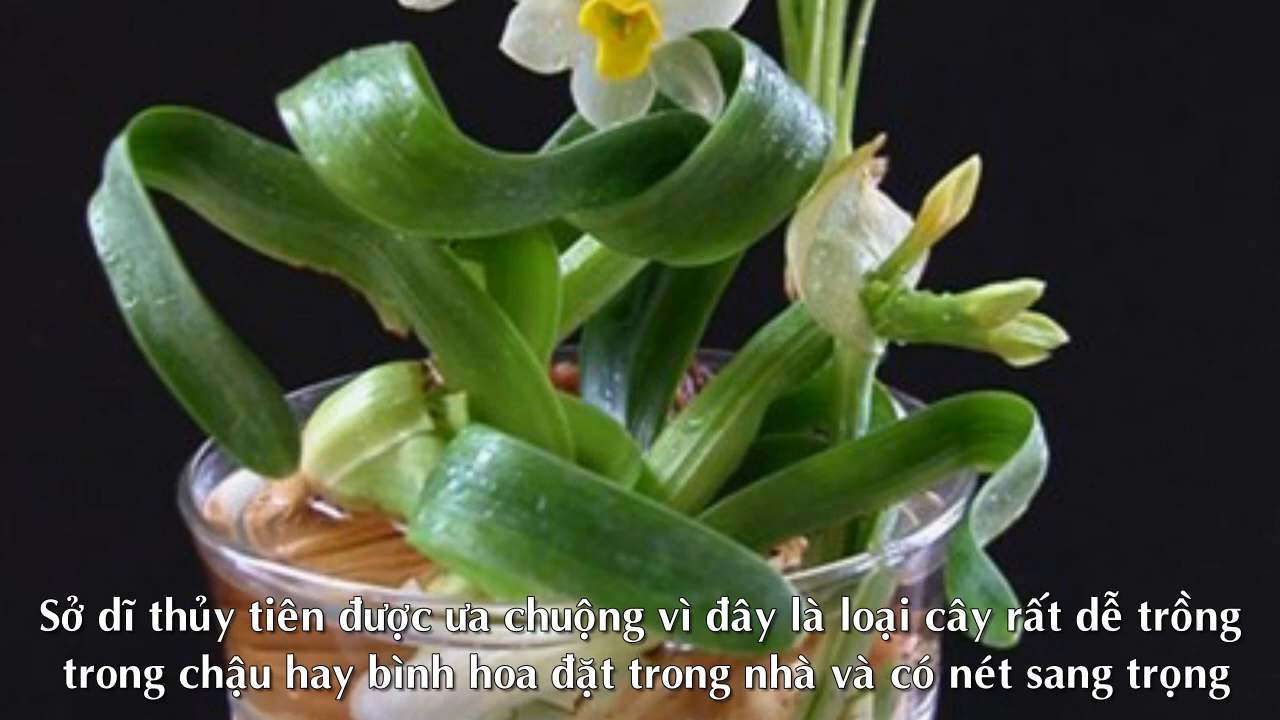 Sở dĩ thủy tiên được ưa chuộng vì đây là loại cây rất dễ trồng
trong chậu hay bình hoa đặt trong nhà và có nét sang trọng